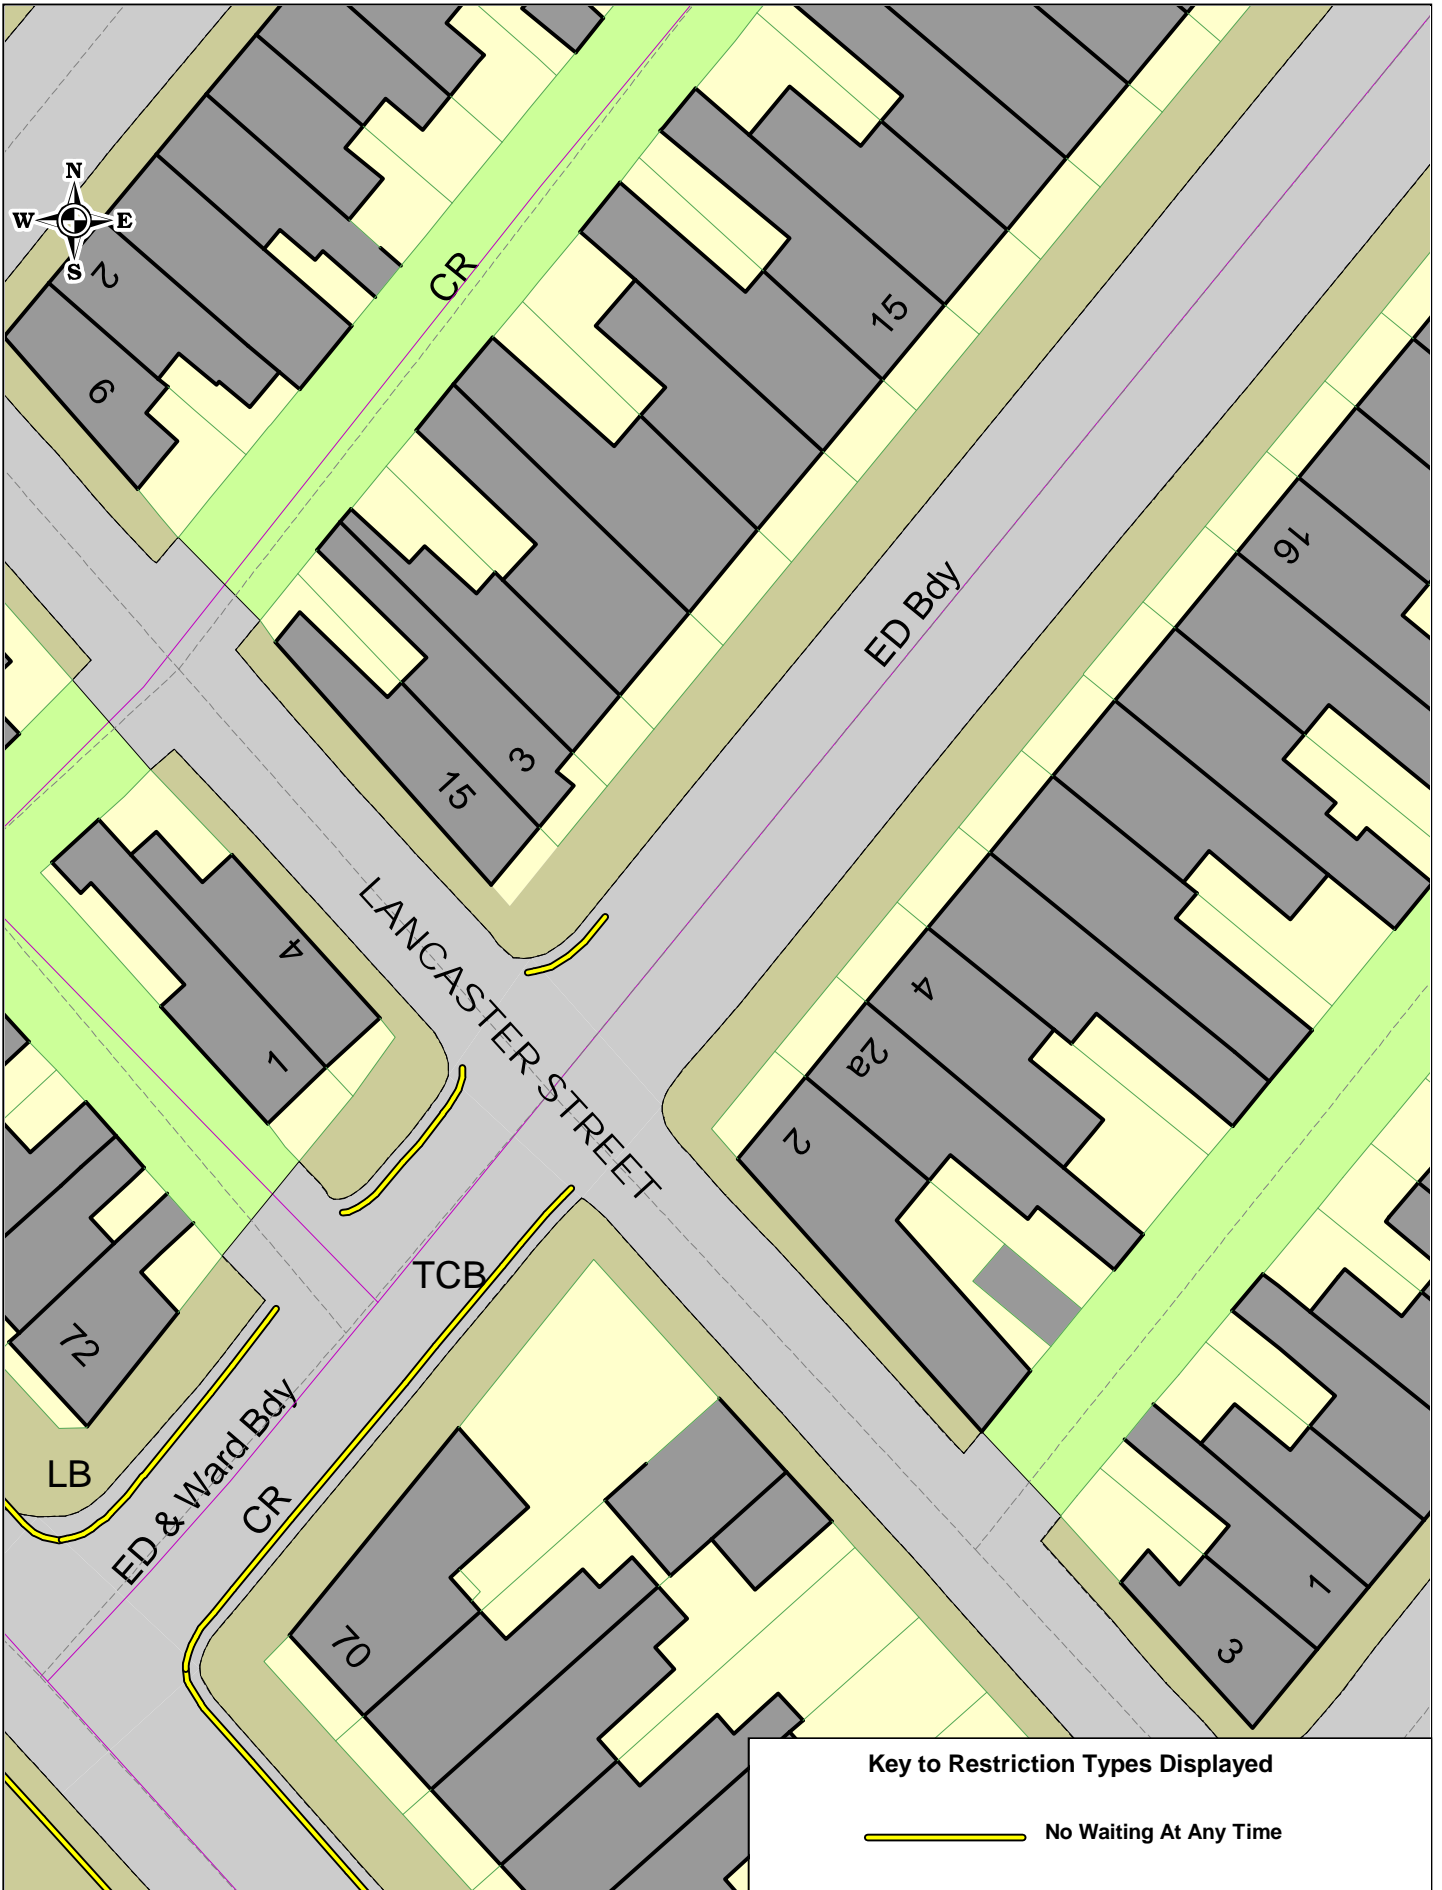 N
W E
S
2
6
CR
15
16
ED Bdy
3
15
LANCASTER STREET
4
1
4
2a
2
TCB
72
ED & Ward Bdy
LB
CR
70
1
3
Key to Restriction Types Displayed
No Waiting At Any Time